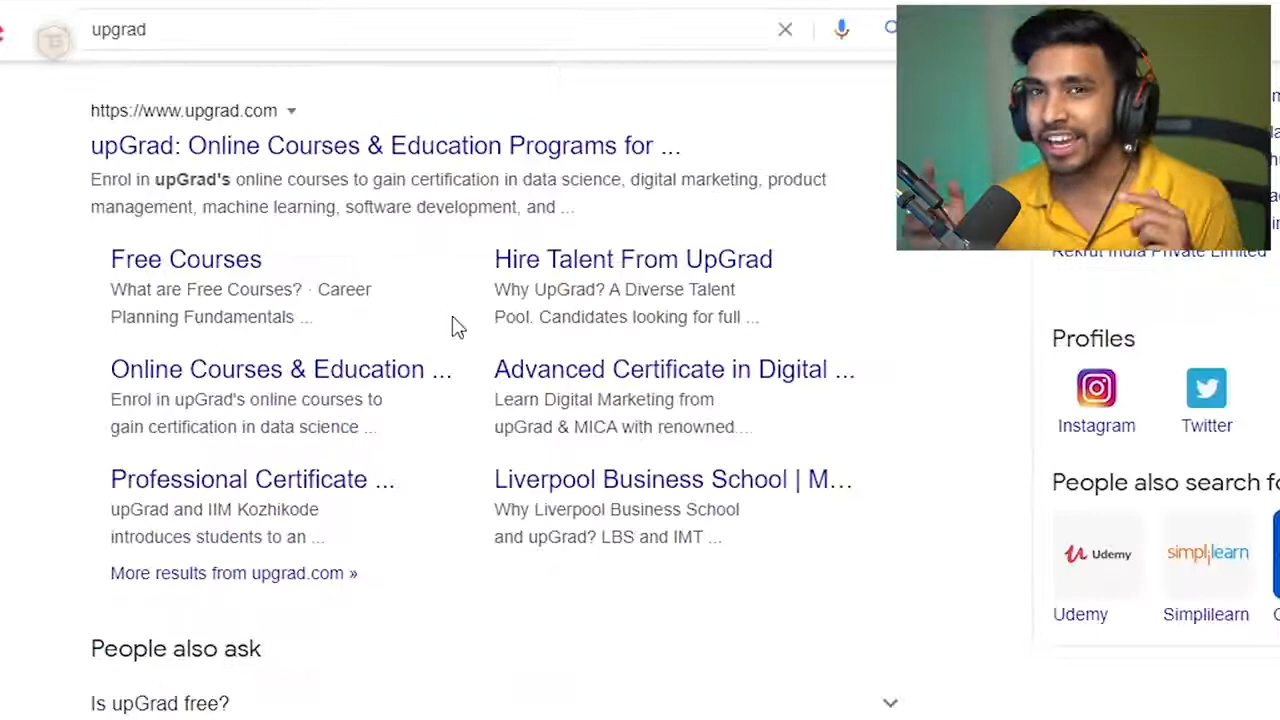 upgrad
https://www.upgrad.com
upGrad: Online Courses & Education Programs for ...
Enrol in upGrad's online courses to gain certification in data science, digital marketing, product
management, machine learning, software development, and ...
Free Courses
What are Free Courses? · Career
Planning Fundamentals ...
Hire Talent From UpGrad
Why UpGrad? A Diverse Talent
Pool. Candidates looking for full ...
Online Courses & Education ...
Enrol in upGrad's online courses to
gain certification in data science ...
Advanced Certificate in Digital ...
Learn Digital Marketing from
upGrad & MICA with renowned....
Professional Certificate ...
upGrad and IIM Kozhikode
introduces students to an ...
Liverpool Business School | M...
Why Liverpool Business School
and upGrad? LBS and IMT ...
More results from upgrad.com »
People also ask
Is upGrad free?
Rekrut India Private Limited
Profiles
Instagram
Twitter
People also search fo
Udemy
simplilearn
Udemy
Simplilearn